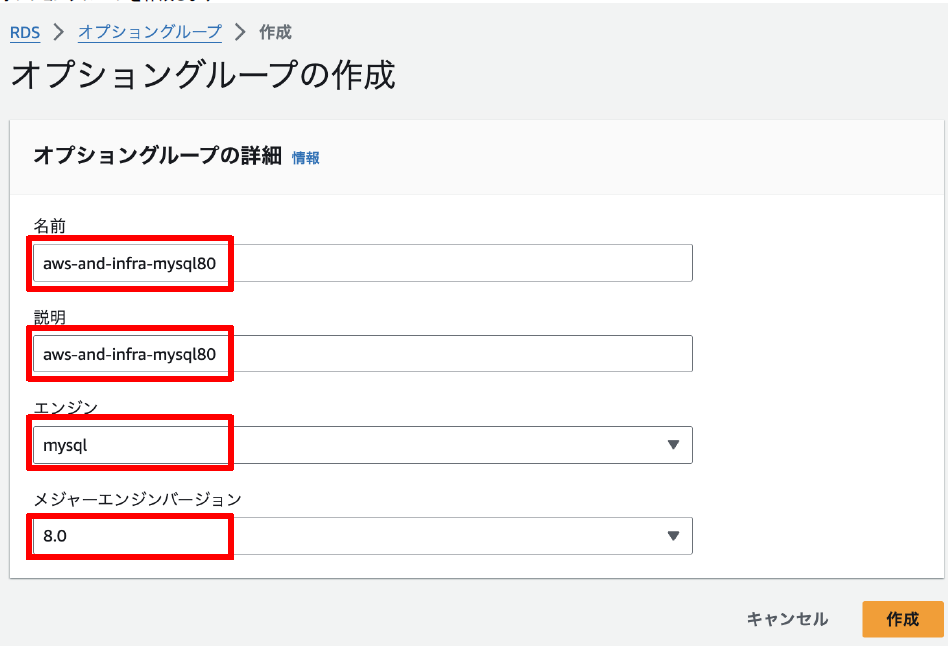 RDS > オプショングループ > 作成
オプショングループの作成
オプショングループの詳細 情報
名前
aws-and-infra-mysql80
説明
aws-and-infra-mysql80
エンジン
mysql
メジャーエンジンバージョン
8.0
キャンセル 作成